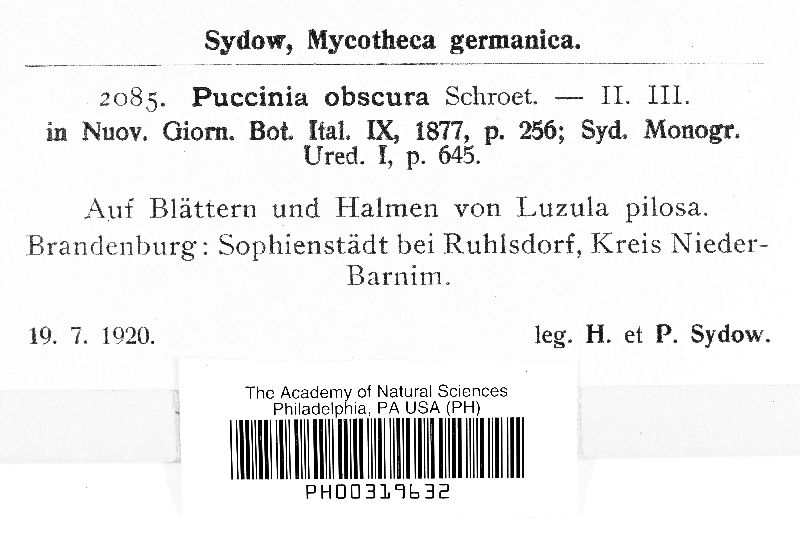 Sydow, Mycotheca germanica.
2085. Puccinia obscura Schroet. — II. III.
in Nuov. Giorn. Bot. Ital. IX, 1877, p. 256; Syd. Monogr.
Ured. I, p. 645.
Auf Blättern und Halmen von Luzula pilosa.
Brandenburg: Sophienstädt bei Ruhlsdorf, Kreis Nieder-
Barnim.
19. 7. 1920. leg. H. et P. Sydow.
The Academy of Natural Sciences
Philadelphia, PA USA (PH)
PH00319632